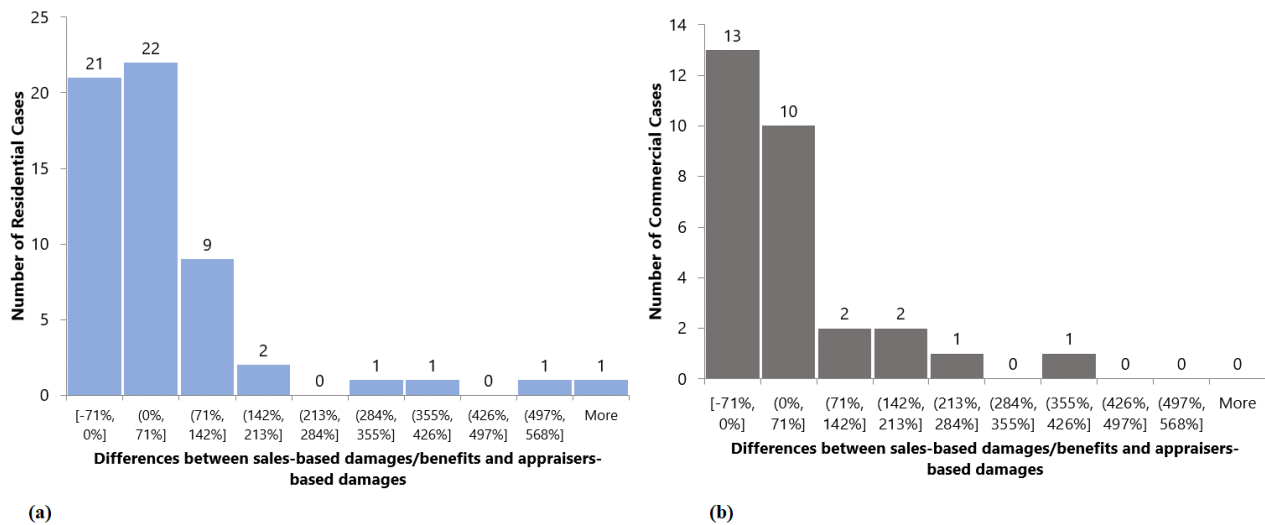 25
20
15
10
5
0
Number of Residential Cases
21
22
9
2
0
1
1
0
1
1
[-71%, (0%, (71%, (142%, (213%, (284%, (355%, (426%, (497%, More
0%] 71%] 142%] 213%] 284%] 355%] 426%] 497%] 568%]
Differences between sales-based damages/benefits and appraisers-
based damages
(a)
14
12
10
8
6
4
2
0
Number of Commercial Cases
13
10
2
2
1
0
1
0
0
0
[-71%, (0%, (71%, (142%, (213%, (284%, (355%, (426%, (497%, More
0%] 71%] 142%] 213%] 284%] 355%] 426%] 497%] 568%]
Differences between sales-based damages/benefits and appraisers-
based damages
(b)